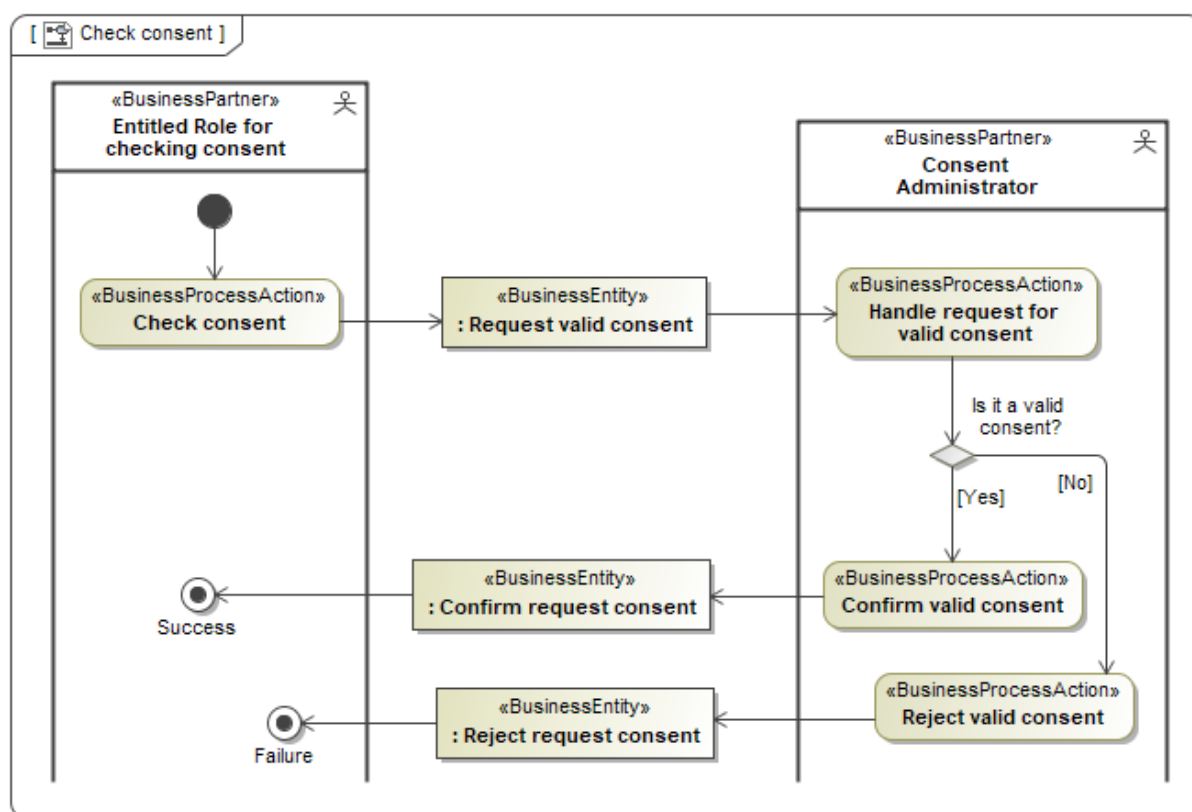 [ Check consent ]
«BusinessPartner»
Entitled Role for
checking consent
«BusinessPartner»
Consent
Administrator
«BusinessProcessAction»
Check consent
«BusinessEntity»
: Request valid consent
«BusinessProcessAction»
Handle request for
valid consent
Is it a valid
consent?
[Yes]
[No]
Success
«BusinessEntity»
: Confirm request consent
«BusinessProcessAction»
Confirm valid consent
Failure
«BusinessEntity»
: Reject request consent
«BusinessProcessAction»
Reject valid consent